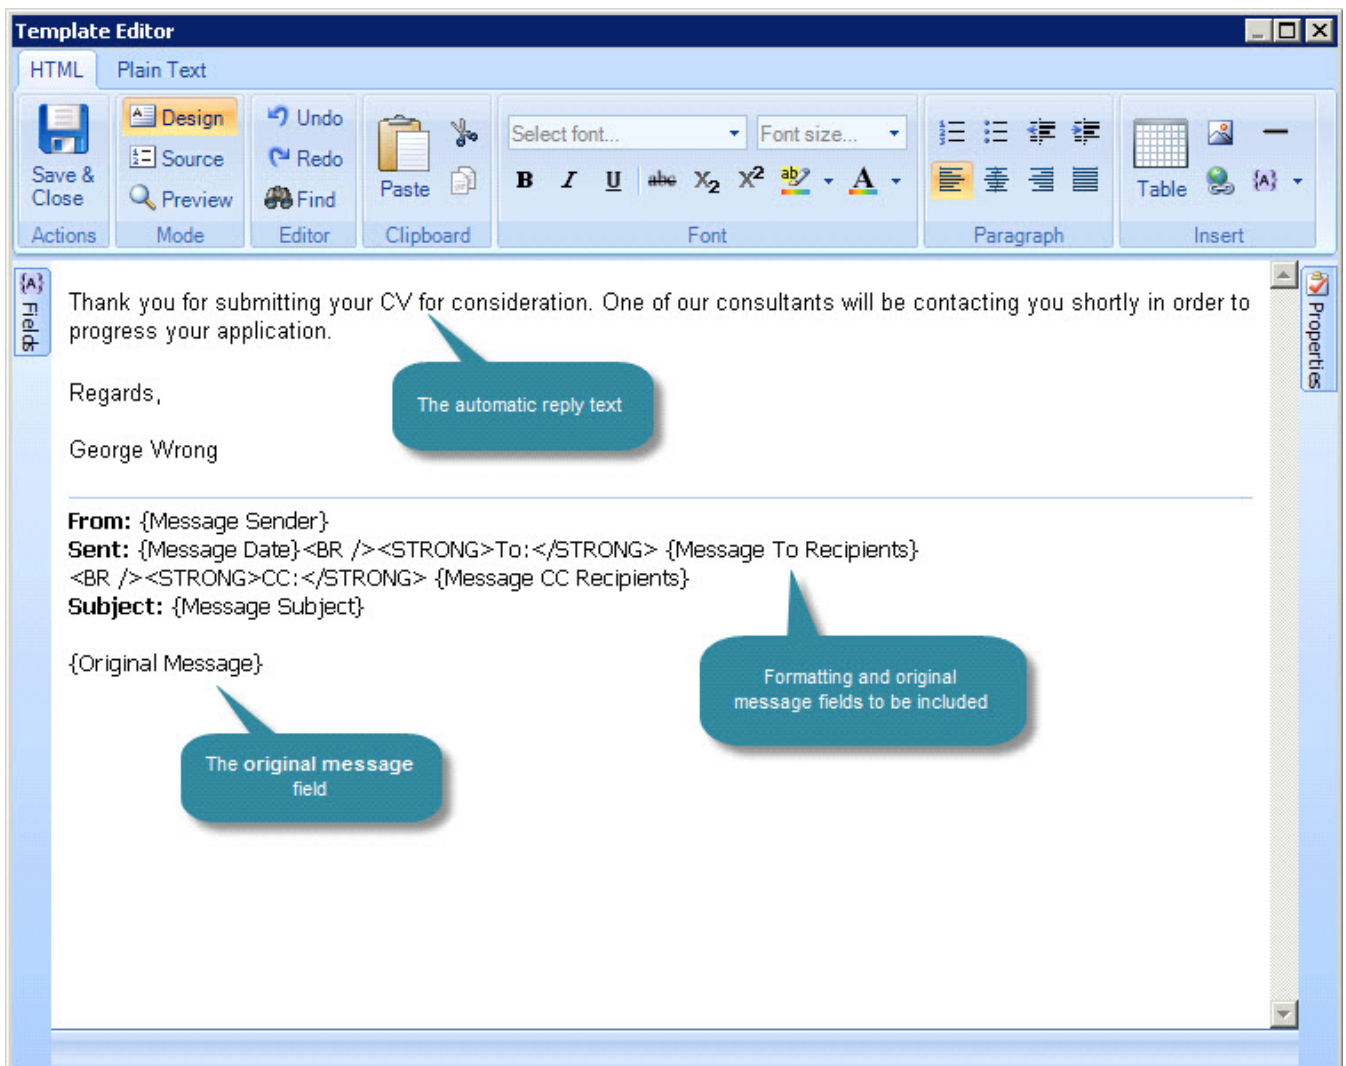 Template Editor
HTML Plain Text
Save & Close
Actions
Design
Source
Preview
Mode
Undo
Redo
Find
Editor
Paste
Clipboard
Select font... Font size...
B I U abc X2 X2 ab A
Font
Paragraph
Table {A}
Insert
{A} Fields
Properties
Thank you for submitting your CV for consideration. One of our consultants will be contacting you shortly in order to
progress your application.
The automatic reply text
Regards,
George Wrong
From: {Message Sender}
Sent: {Message Date}<BR /><STRONG>To:</STRONG> {Message To Recipients}
<BR /><STRONG>CC:</STRONG> {Message CC Recipients}
Subject: {Message Subject}
{Original Message}
Formatting and original
message fields to be included
The original message
field